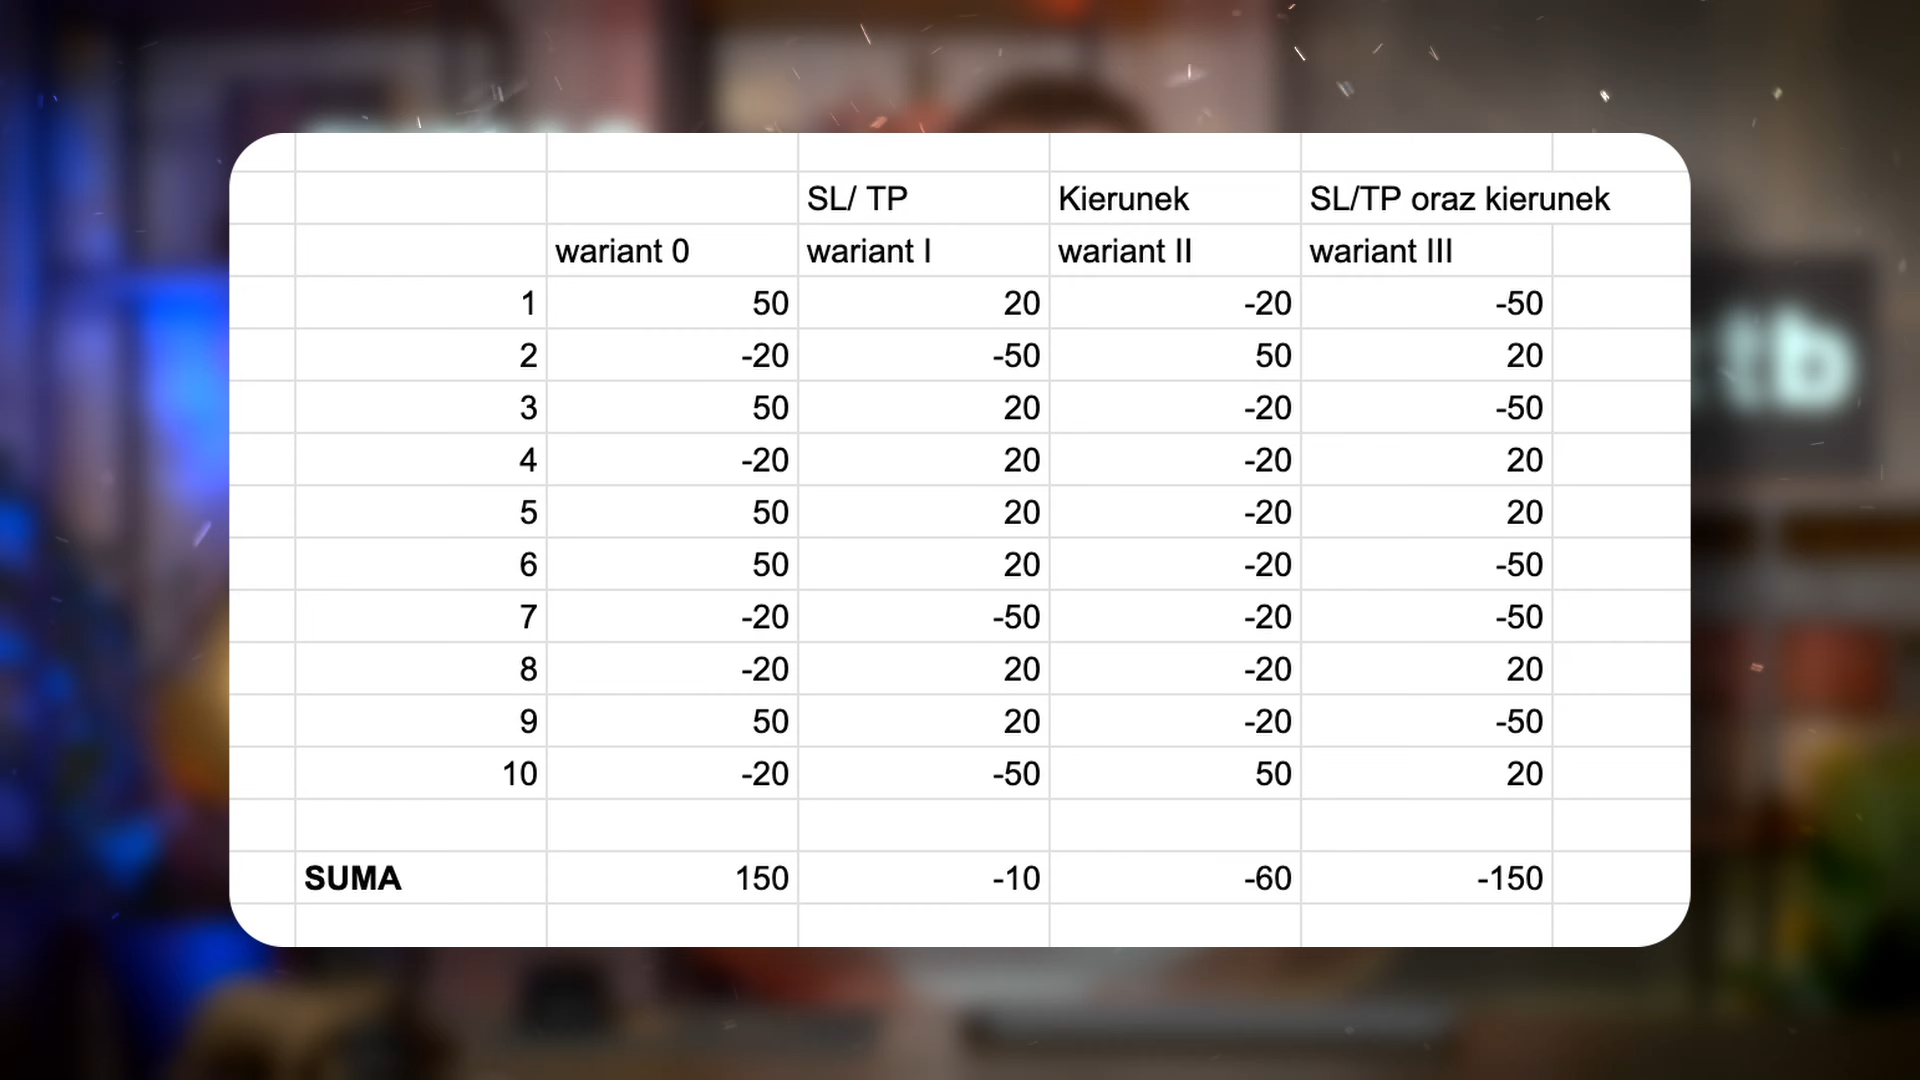 SL/ TP Kierunek SL/TP oraz kierunek
wariant 0 wariant I wariant II wariant III
1 50 20 -20 -50
2 -20 -50 50 20
3 50 20 -20 -50
4 -20 20 -20 20
5 50 20 -20 20
6 50 20 -20 -50
7 -20 -50 -20 -50
8 -20 20 -20 20
9 50 20 -20 -50
10 -20 -50 50 20
SUMA 150 -10 -60 -150
tb